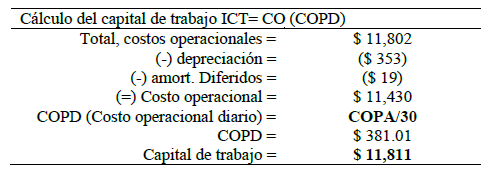 Cálculo del capital de trabajo ICT= CO (COPD)
Total, costos operacionales = $ 11,802
(-) depreciación = ($ 353)
(-) amort. Diferidos = ($ 19)
(=) Costo operacional = $ 11,430
COPD (Costo operacional diario) = COPA/30
COPD = $ 381.01
Capital de trabajo = $ 11,811